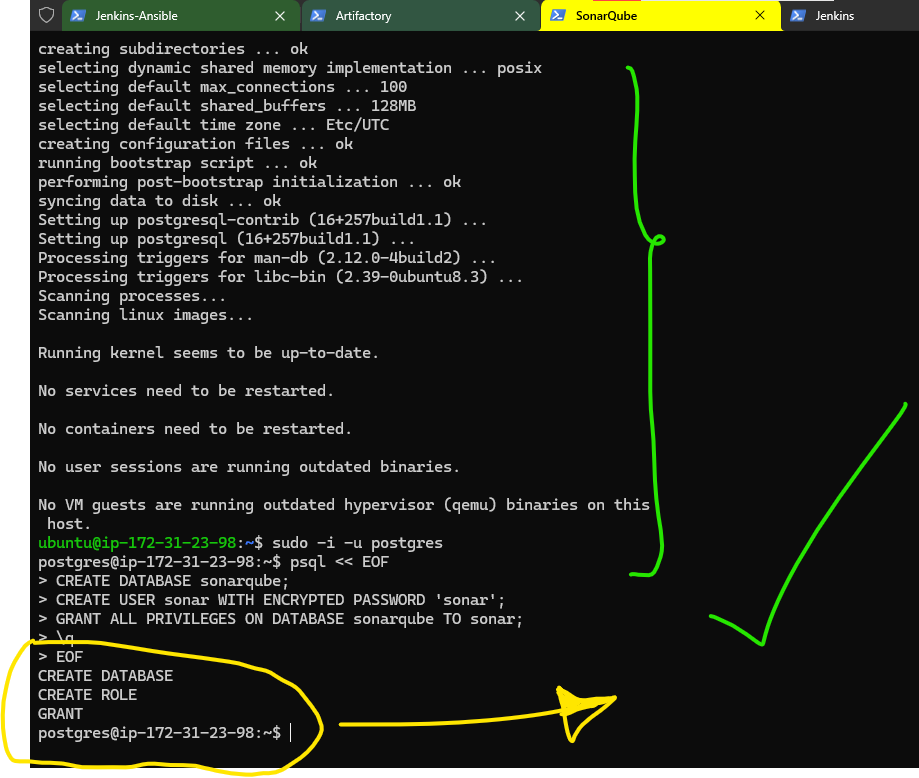 Jenkins-Ansible
Artifactory
SonarQube
Jenkins
creating subdirectories ... ok
selecting dynamic shared memory implementation ... posix
selecting default max_connections ... 100
selecting default shared_buffers ... 128MB
selecting default time zone ... Etc/UTC
creating configuration files ... ok
running bootstrap script ... ok
performing post-bootstrap initialization ... ok
syncing data to disk ... ok
Setting up postgresql-contrib (16+257build1.1) ...
Setting up postgresql (16+257build1.1) ...
Processing triggers for man-db (2.12.0-4build2) ...
Processing triggers for libc-bin (2.39-0ubuntu8.3) ...
Scanning processes...
Scanning linux images...
Running kernel seems to be up-to-date.
No services need to be restarted.
No containers need to be restarted.
No user sessions are running outdated binaries.
No VM guests are running outdated hypervisor (qemu) binaries on this
host.
ubuntu@ip-172-31-23-98:~$ sudo -i -u postgres
postgres@ip-172-31-23-98:~$ psql << EOF
> CREATE DATABASE sonarqube;
> CREATE USER sonar WITH ENCRYPTED PASSWORD 'sonar';
> GRANT ALL PRIVILEGES ON DATABASE sonarqube TO sonar;
> \q
> EOF
CREATE DATABASE
CREATE ROLE
GRANT
postgres@ip-172-31-23-98:~$